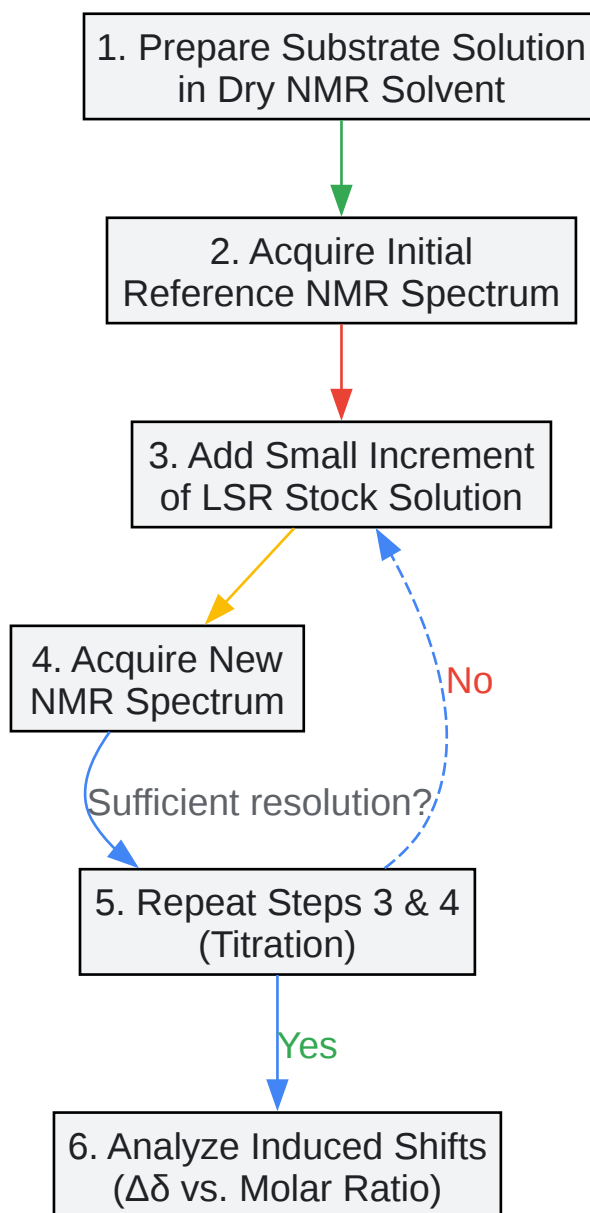 1. Prepare Substrate Solution
in Dry NMR Solvent
2. Acquire Initial
Reference NMR Spectrum
3. Add Small Increment
of LSR Stock Solution
4. Acquire New
NMR Spectrum
No
Sufficient resolution?
5. Repeat Steps 3 & 4
(Titration)
Yes
6. Analyze Induced Shifts
(Δδ vs. Molar Ratio)